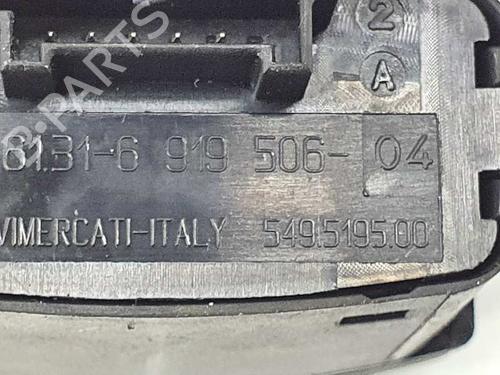 2
A
61.31-6 919 506- 04
VIMERCATI-ITALY 549.5195.00